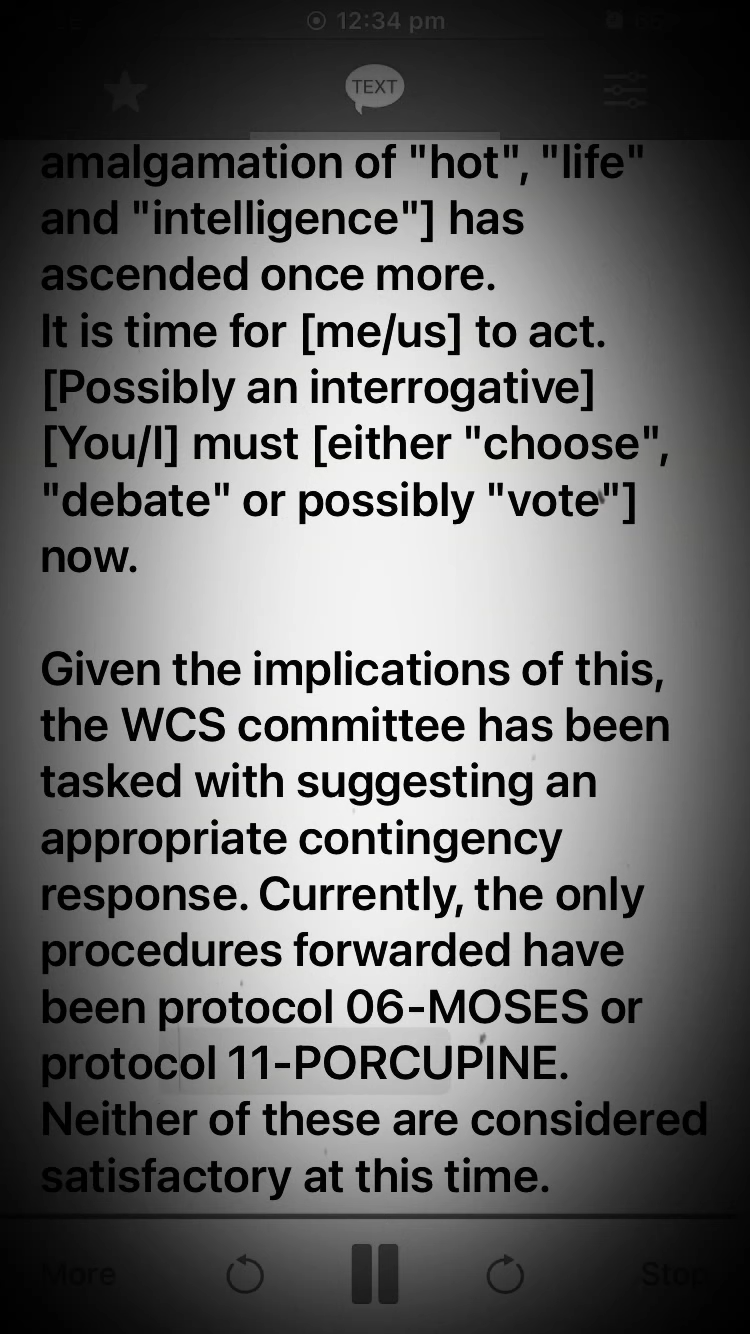 12:34 pm
TEXT
amalgamation of "hot", "life"
and "intelligence"] has
ascended once more.
It is time for [me/us] to act.
[Possibly an interrogative]
[You/I] must [either "choose",
"debate" or possibly "vote"]
now.
Given the implications of this,
the WCS committee has been
tasked with suggesting an
appropriate contingency
response. Currently, the only
procedures forwarded have
been protocol 06-MOSES or
protocol 11-PORCUPINE.
Neither of these are considered
satisfactory at this time.
More
Stop